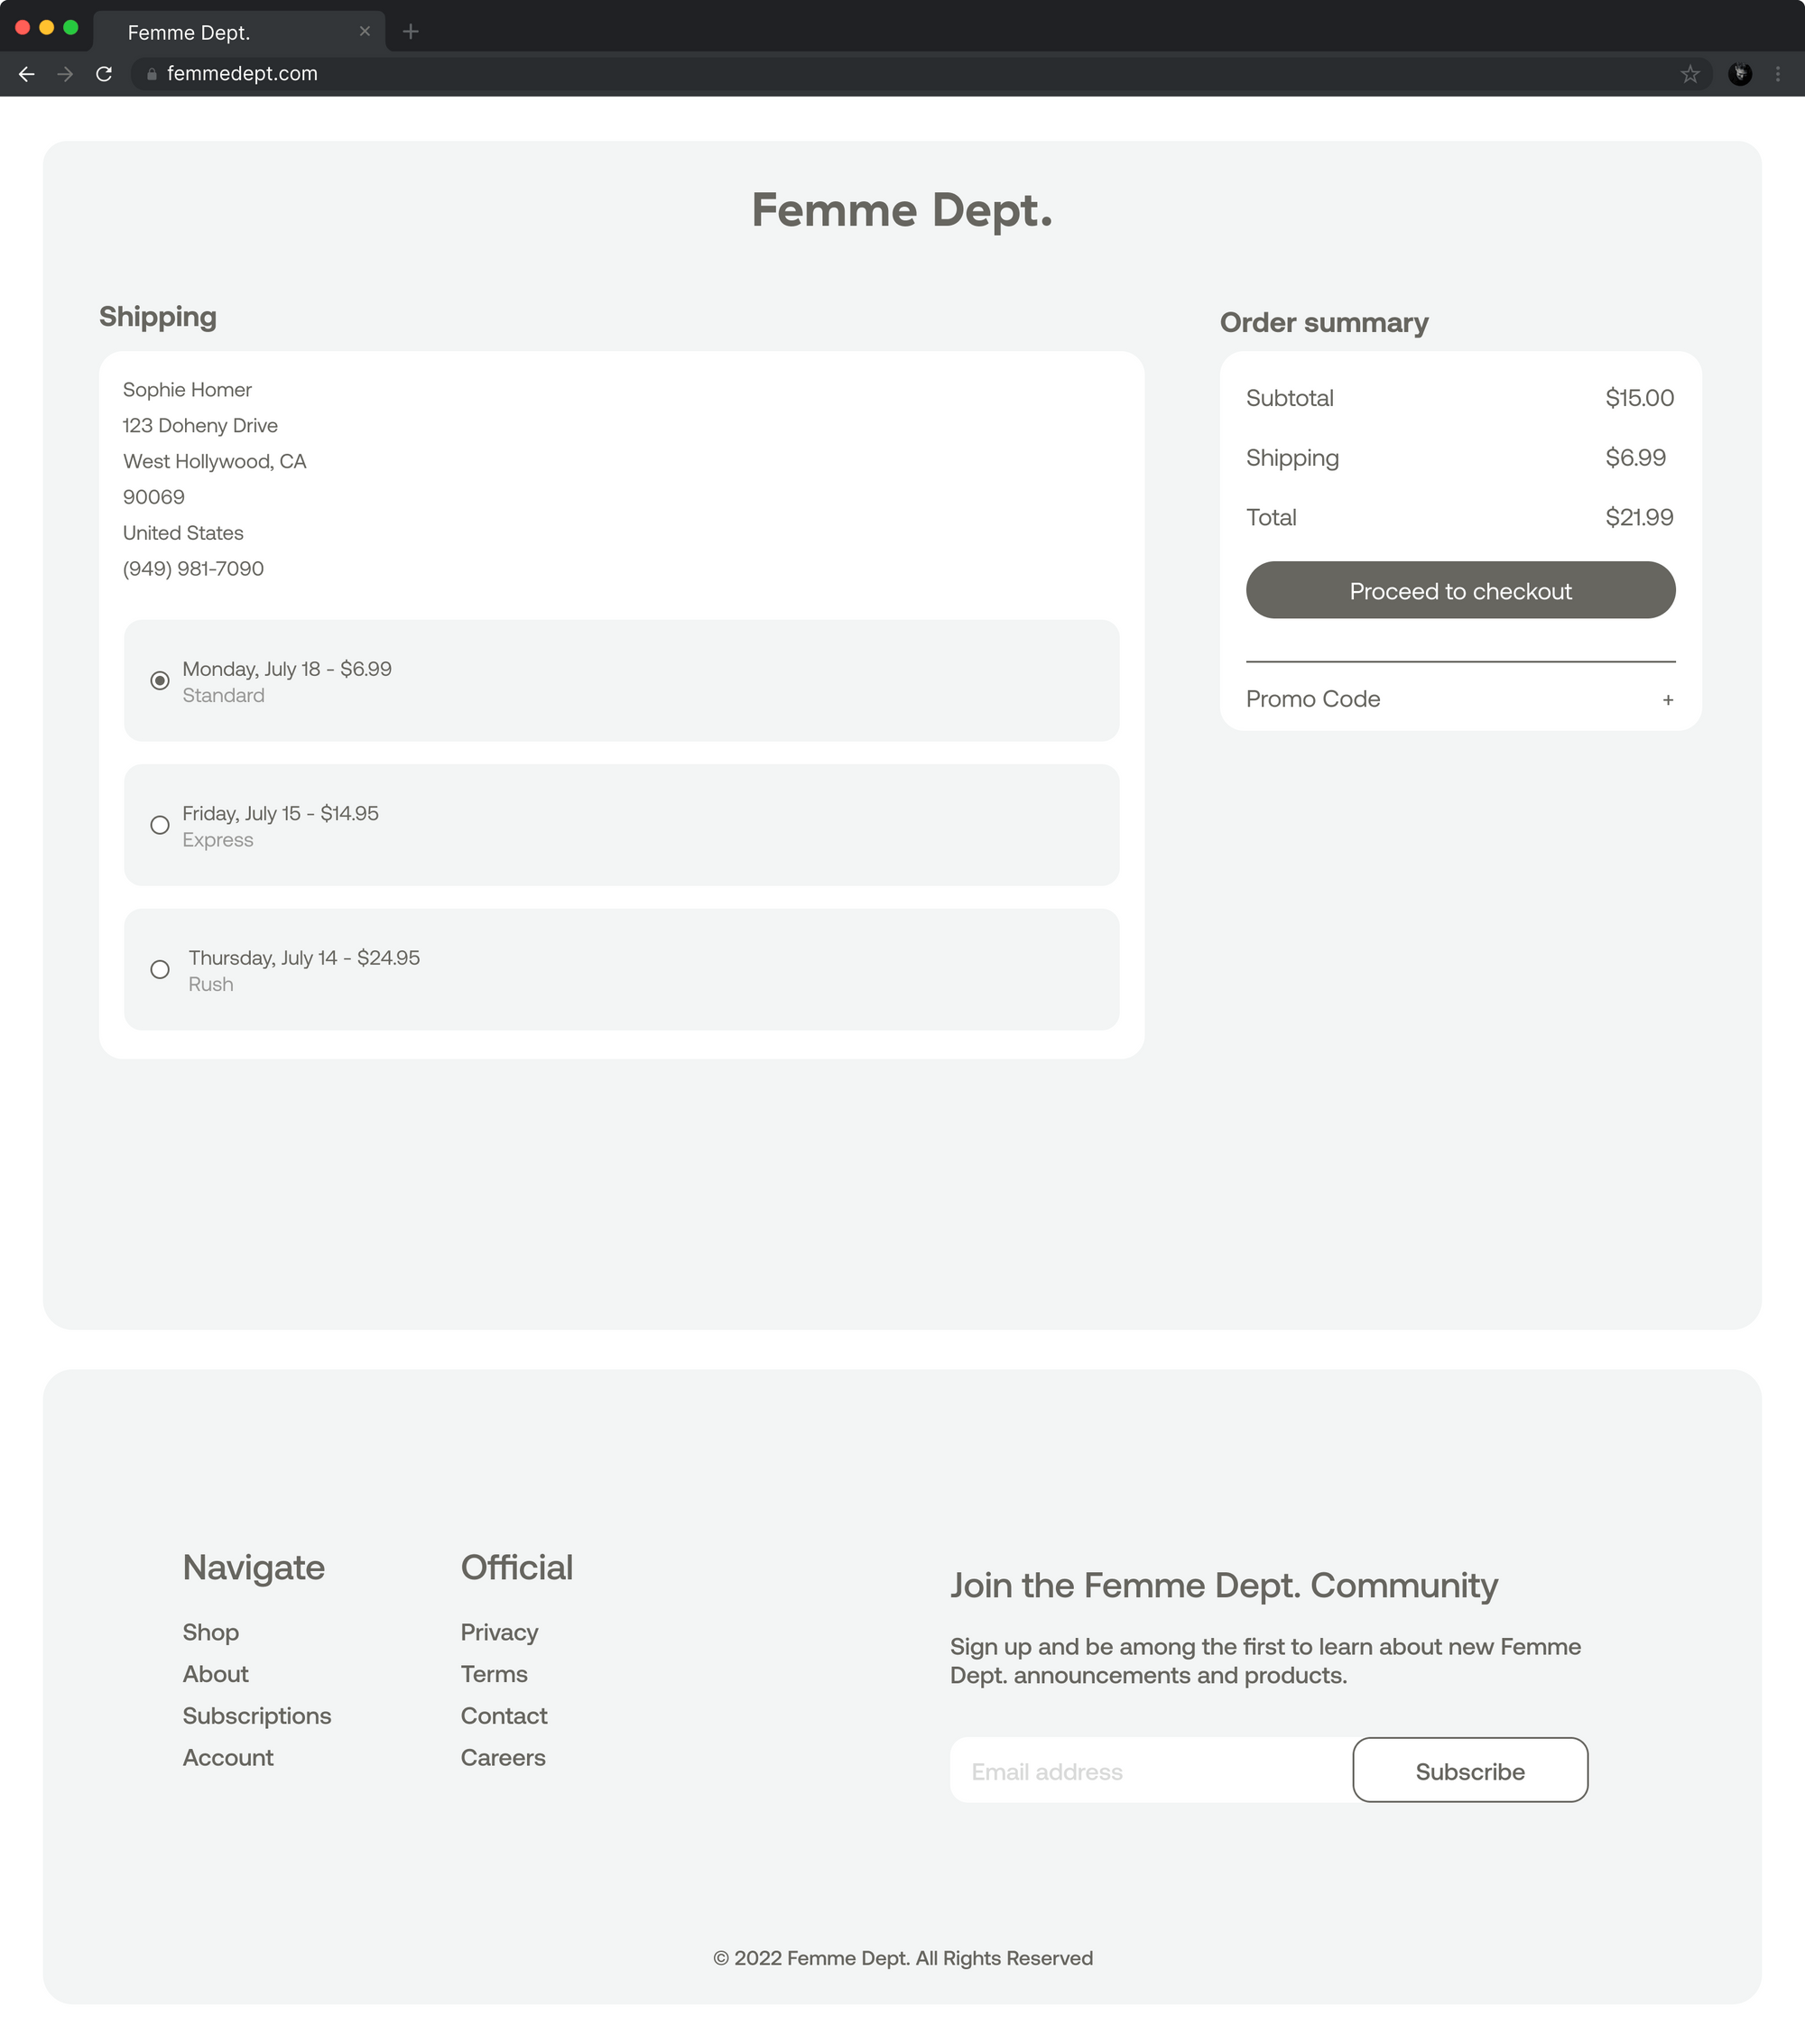 Femme Dept.
femmedept.com
Femme Dept.
Shipping
Sophie Homer
123 Doheny Drive
West Hollywood, CA
90069
United States
(949) 981-7090
Monday, July 18 - $6.99
Standard
Friday, July 15 - $14.95
Express
Thursday, July 14 - $24.95
Rush
Order summary
Subtotal $15.00
Shipping $6.99
Total $21.99
Proceed to checkout
Promo Code +
Navigate
Shop
About
Subscriptions
Account
Official
Privacy
Terms
Contact
Careers
Join the Femme Dept. Community
Sign up and be among the first to learn about new Femme
Dept. announcements and products.
Email address
Subscribe
© 2022 Femme Dept. All Rights Reserved